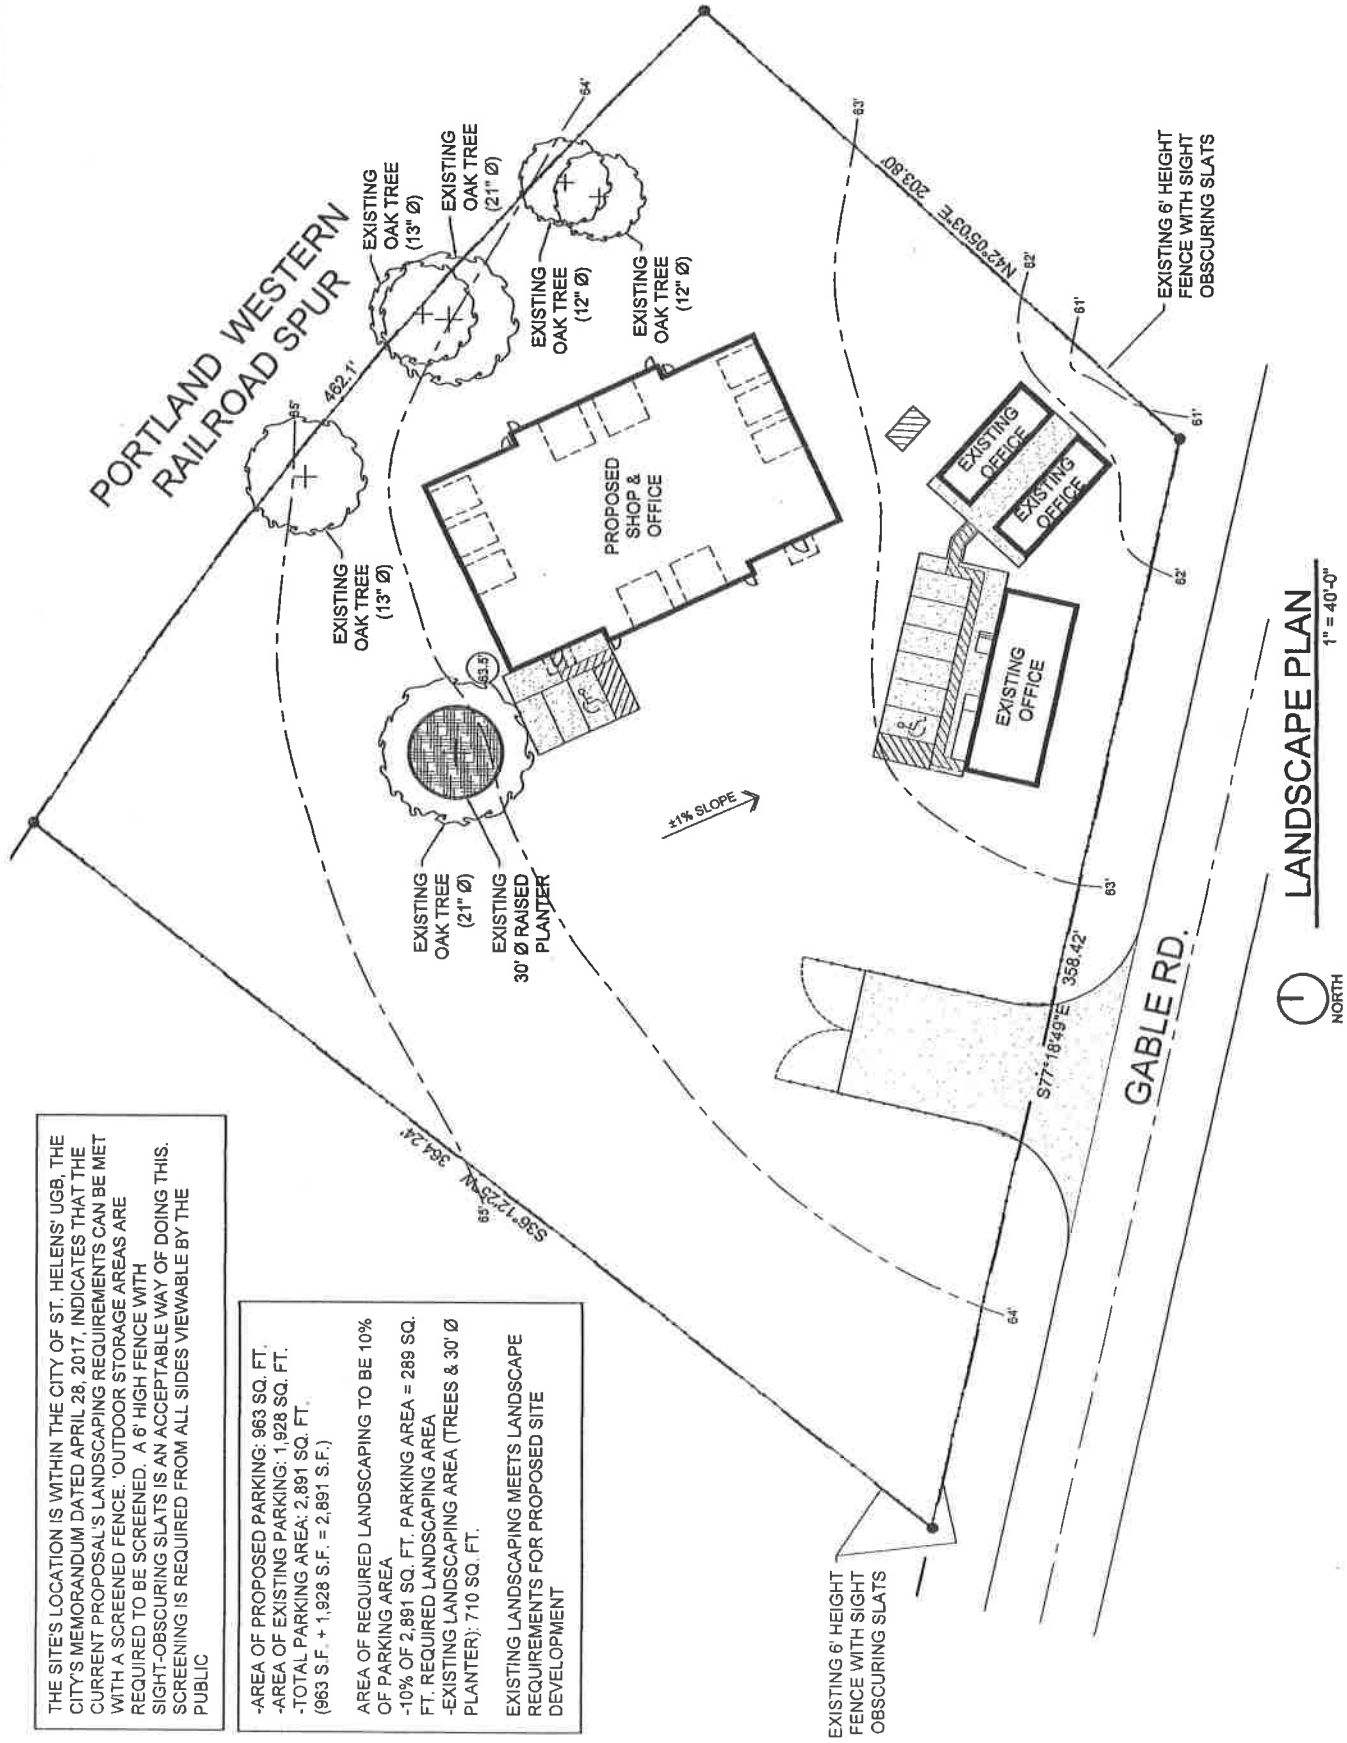 THE SITE'S LOCATION IS WITHIN THE CITY OF ST. HELENS' UGB, THE
CITY'S MEMORANDUM DATED APRIL 28, 2017, INDICATES THAT THE
CURRENT PROPOSAL'S LANDSCAPING REQUIREMENTS CAN BE MET
WITH A SCREENED FENCE. 'OUTDOOR STORAGE AREAS ARE
REQUIRED TO BE SCREENED. A 6' HIGH FENCE WITH
SIGHT-OBSCURING SLATS IS AN ACCEPTABLE WAY OF DOING THIS.
SCREENING IS REQUIRED FROM ALL SIDES VIEWABLE BY THE
PUBLIC
-AREA OF PROPOSED PARKING: 963 SQ. FT.
-AREA OF EXISTING PARKING: 1,928 SQ. FT.
-TOTAL PARKING AREA: 2,891 SQ. FT.
(963 S.F. + 1,928 S.F. = 2,891 S.F.)
AREA OF REQUIRED LANDSCAPING TO BE 10%
OF PARKING AREA
-10% OF 2,891 SQ. FT. PARKING AREA = 289 SQ.
FT. REQUIRED LANDSCAPING AREA
-EXISTING LANDSCAPING AREA (TREES & 30' Ø
PLANTER): 710 SQ. FT.
EXISTING LANDSCAPING MEETS LANDSCAPE
REQUIREMENTS FOR PROPOSED SITE
DEVELOPMENT
PORTLAND WESTERN
RAILROAD SPUR
462.1'
65'
EXISTING
OAK TREE
(13" Ø)
EXISTING
OAK TREE
(13" Ø)
EXISTING
OAK TREE
(21" Ø)
64'
EXISTING
OAK TREE
(12" Ø)
EXISTING
OAK TREE
(12" Ø)
EXISTING
OAK TREE
(21" Ø)
EXISTING
30' Ø RAISED
PLANTER
63.5'
PROPOSED
SHOP &
OFFICE
±1% SLOPE
S36°12'25"W
364.24'
65'
63'
N42°05'03"E
203.80'
62'
61'
61'
62'
EXISTING
OFFICE
EXISTING
OFFICE
EXISTING
OFFICE
63'
S77°18'49"E
358.42'
64'
GABLE RD.
EXISTING 6' HEIGHT
FENCE WITH SIGHT
OBSCURING SLATS
EXISTING 6' HEIGHT
FENCE WITH SIGHT
OBSCURING SLATS
NORTH
LANDSCAPE PLAN
1" = 40'-0"